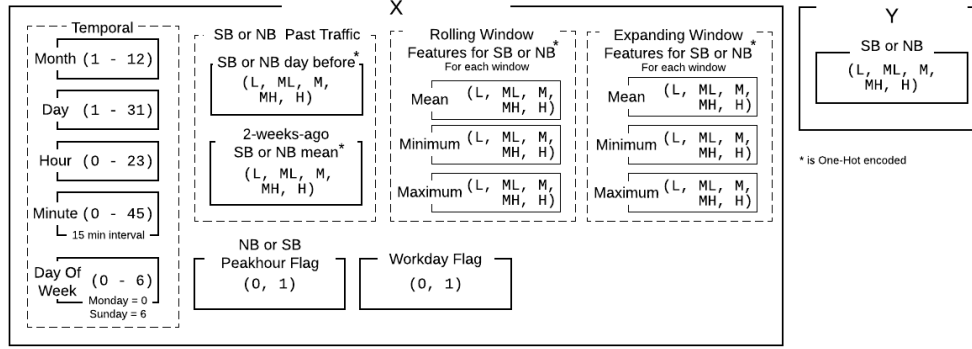 X
Temporal
Month (1 - 12)
Day (1 - 31)
Hour (0 - 23)
Minute (0 - 45)
15 min interval
Day Of
Week (0 - 6)
Monday = 0
Sunday = 6
SB or NB Past Traffic
SB or NB day before*
(L, ML, M,
MH, H)
2-weeks-ago
SB or NB mean*
(L, ML, M,
MH, H)
Rolling Window
Features for SB or NB*
For each window
Mean (L, ML, M,
MH, H)
Minimum (L, ML, M,
MH, H)
Maximum (L, ML, M,
MH, H)
Expanding Window
Features for SB or NB*
For each window
Mean (L, ML, M,
MH, H)
Minimum (L, ML, M,
MH, H)
Maximum (L, ML, M,
MH, H)
NB or SB
Peakhour Flag
(0, 1)
Workday Flag
(0, 1)
Y
SB or NB
(L, ML, M,
MH, H)
* is One-Hot encoded